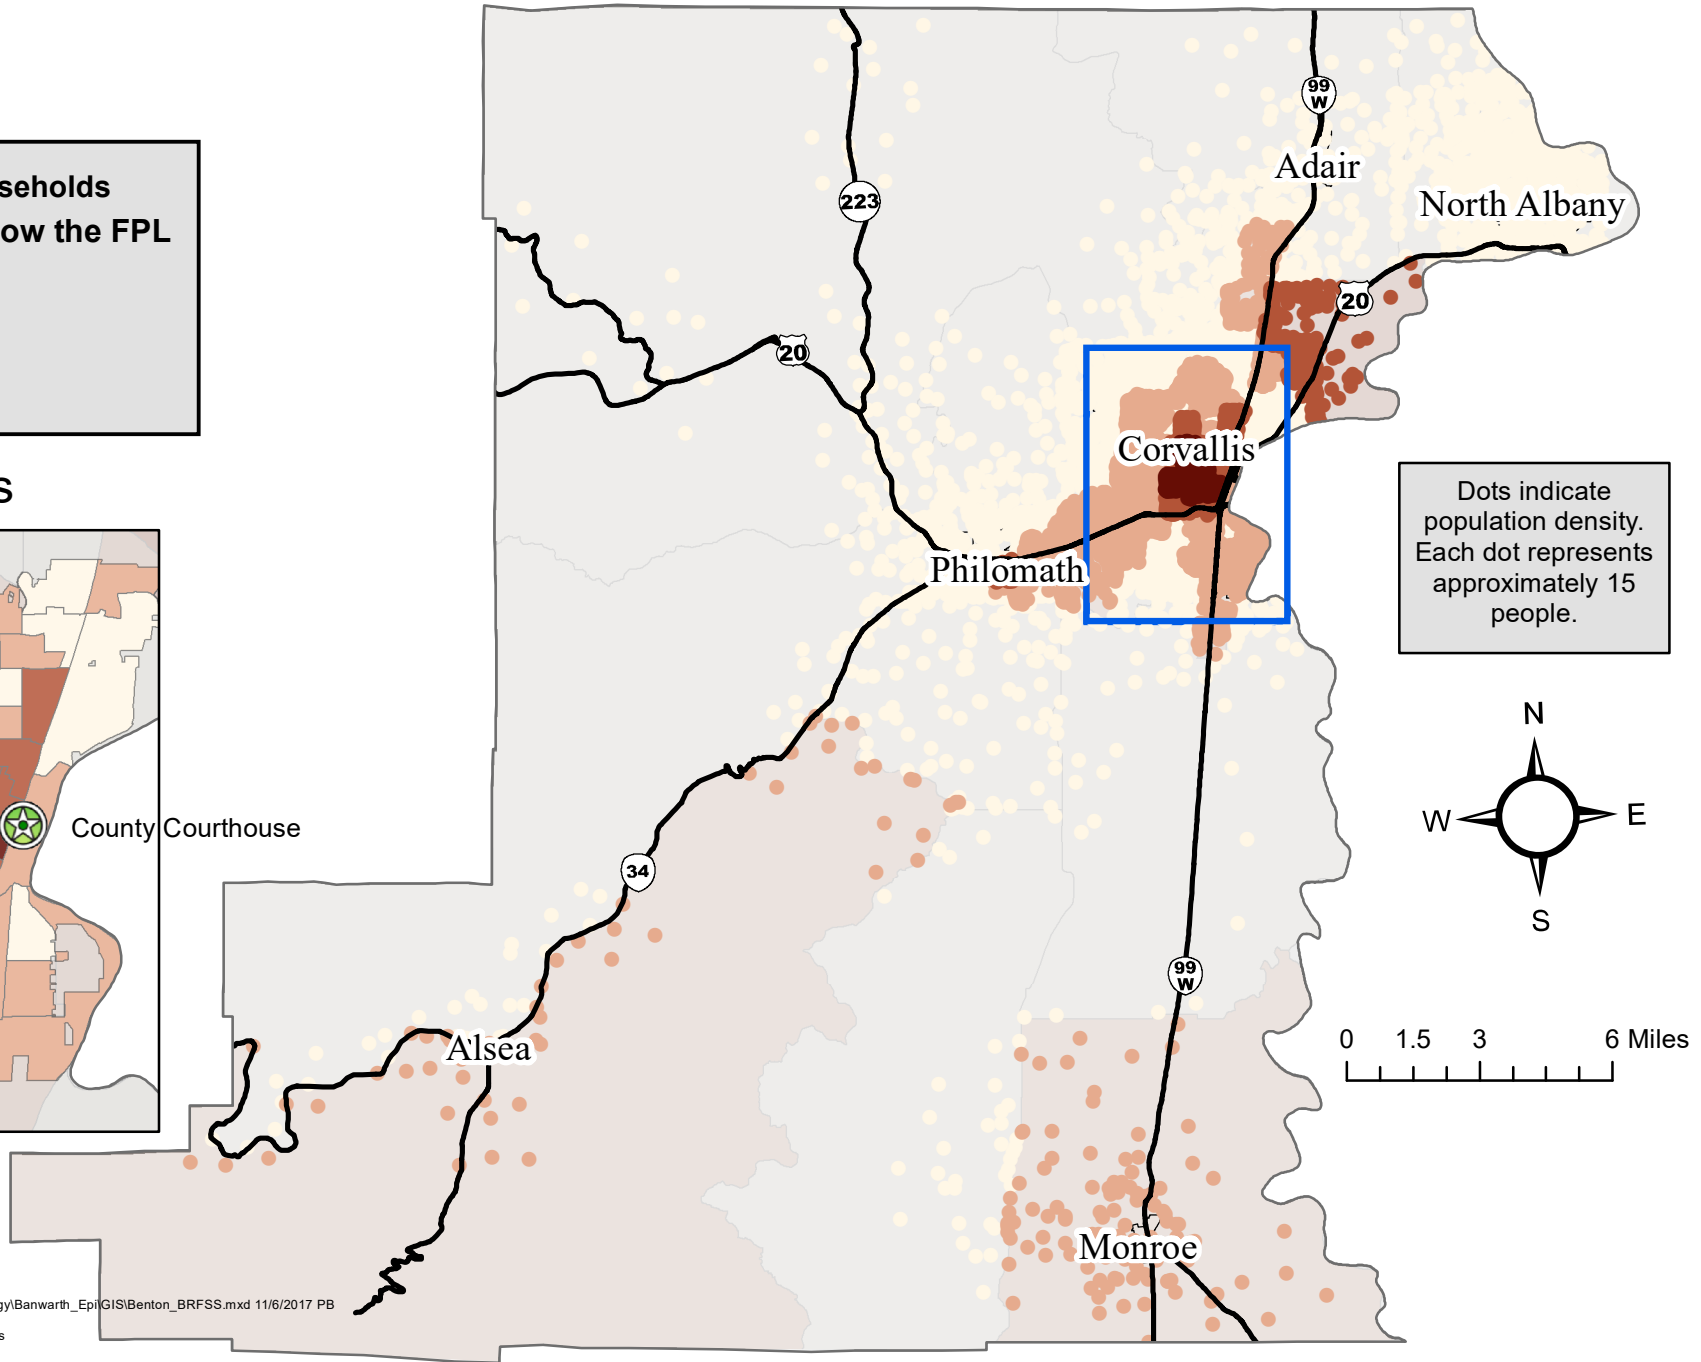 seholds
ow the FPL
s
County Courthouse
99
W
Adair
North Albany
223
20
20
Corvallis
Philomath
Dots indicate
population density.
Each dot represents
approximately 15
people.
N
W
E
S
34
99
W
0 1.5 3 6 Miles
Alsea
Monroe
gy\Banwarth_Epi\GIS\Benton_BRFSS.mxd 11/6/2017 PB
s